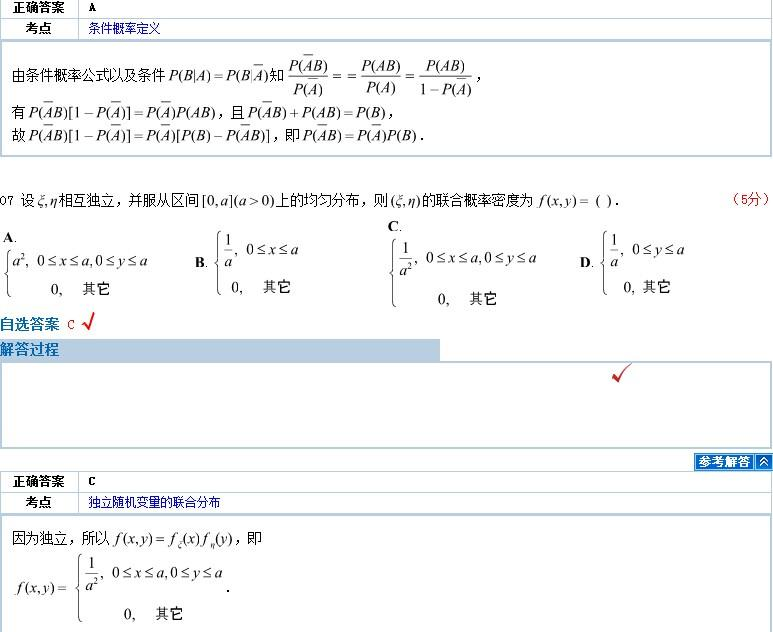 正确答案 A
考点 条件概率定义
由条件概率公式以及条件 P(B|A) = P(B|A̅) 知 P(A̅B)/P(A̅) = = P(AB)/P(A) = P(AB)/(1−P(A̅)) ，
有 P(A̅B)[1−P(A̅)] = P(A̅)P(AB)，且 P(A̅B)+P(AB) = P(B)，
故 P(A̅B)[1−P(A̅)] = P(A̅)[P(B)−P(A̅B)]，即 P(A̅B) = P(A̅)P(B) .
07 设 ξ,η 相互独立，并服从区间 [0,a](a>0) 上的均匀分布，则 (ξ,η) 的联合概率密度为 f(x,y) = ( ) . （5分）
A. { a², 0≤x≤a,0≤y≤a
0, 其它
B. { 1/a, 0≤x≤a
0, 其它
C. { 1/a², 0≤x≤a,0≤y≤a
0, 其它
D. { 1/a, 0≤y≤a
0, 其它
自选答案 C ✓
解答过程
✓
参考解答
正确答案 C
考点 独立随机变量的联合分布
因为独立，所以 f(x,y) = f_ξ(x) f_η(y)，即
f(x,y) = { 1/a², 0≤x≤a,0≤y≤a
0, 其它 .